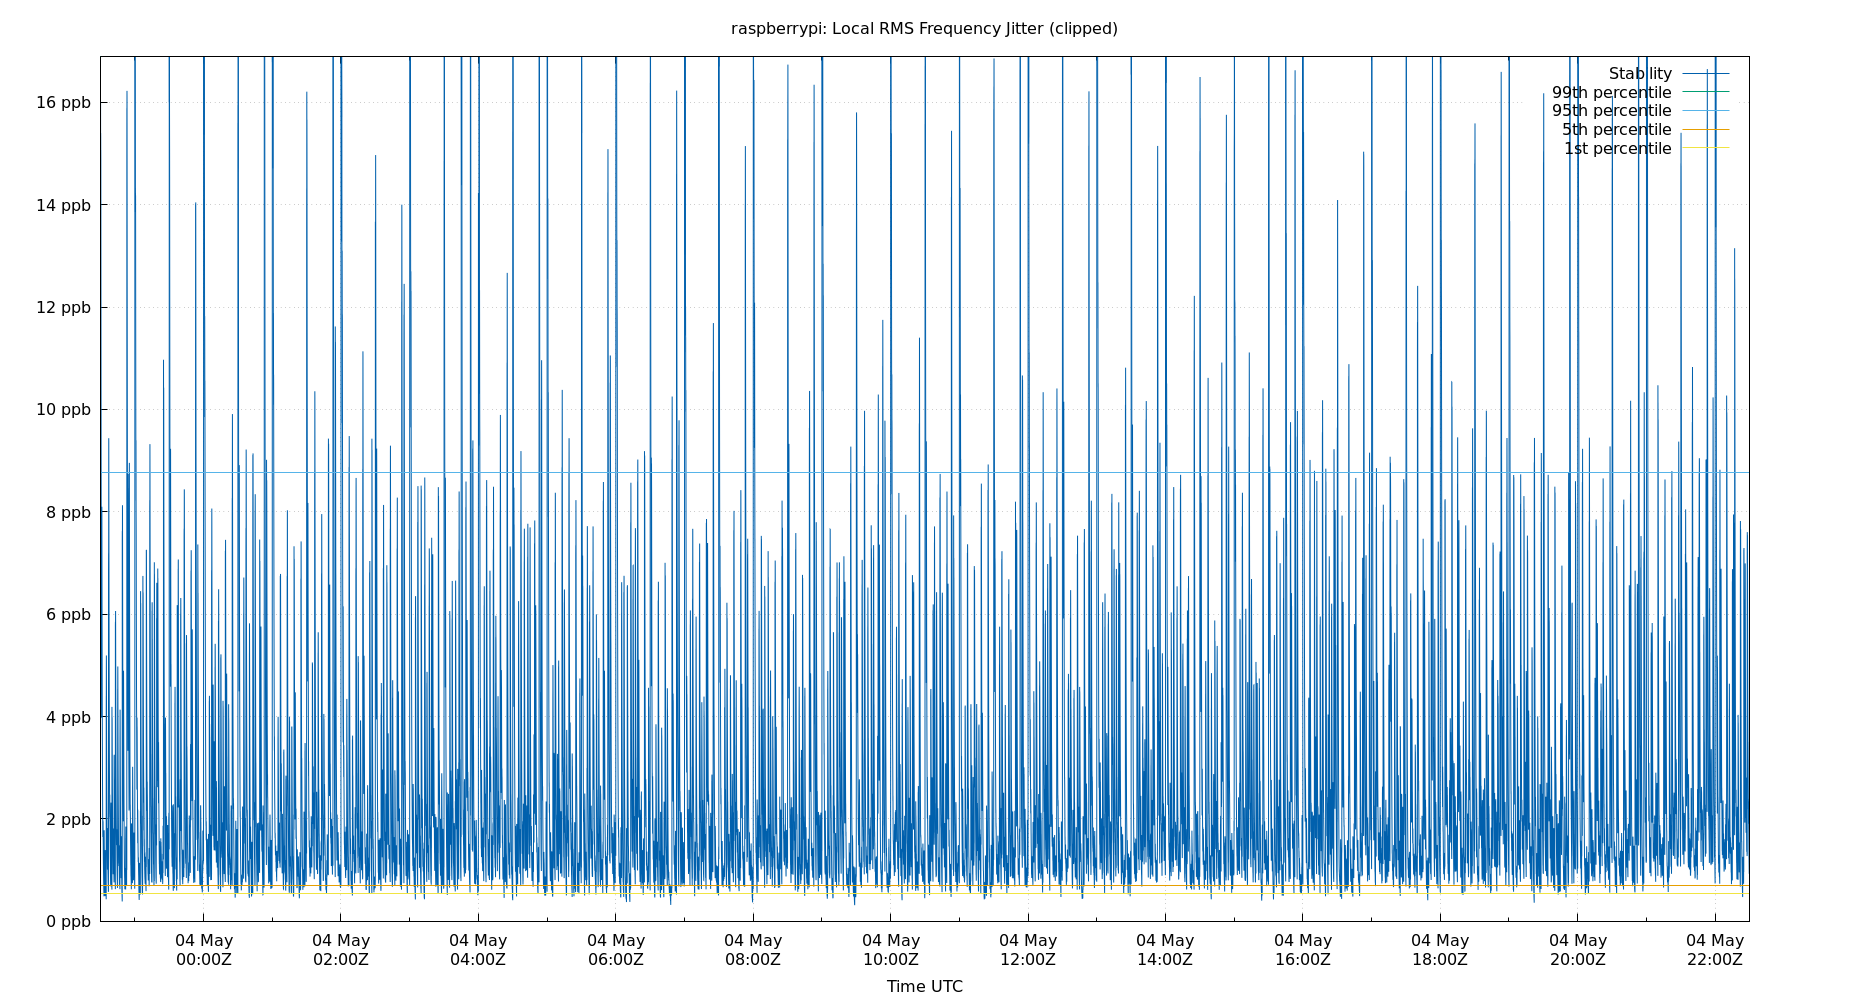 raspberrypi: Local RMS Frequency Jitter (clipped)
Stability
99th percentile
95th percentile
5th percentile
1st percentile
16 ppb
14 ppb
12 ppb
10 ppb
8 ppb
6 ppb
4 ppb
2 ppb
0 ppb
04 May 04 May 04 May 04 May 04 May 04 May 04 May 04 May 04 May 04 May 04 May 04 May
00:00Z 02:00Z 04:00Z 06:00Z 08:00Z 10:00Z 12:00Z 14:00Z 16:00Z 18:00Z 20:00Z 22:00Z
Time UTC